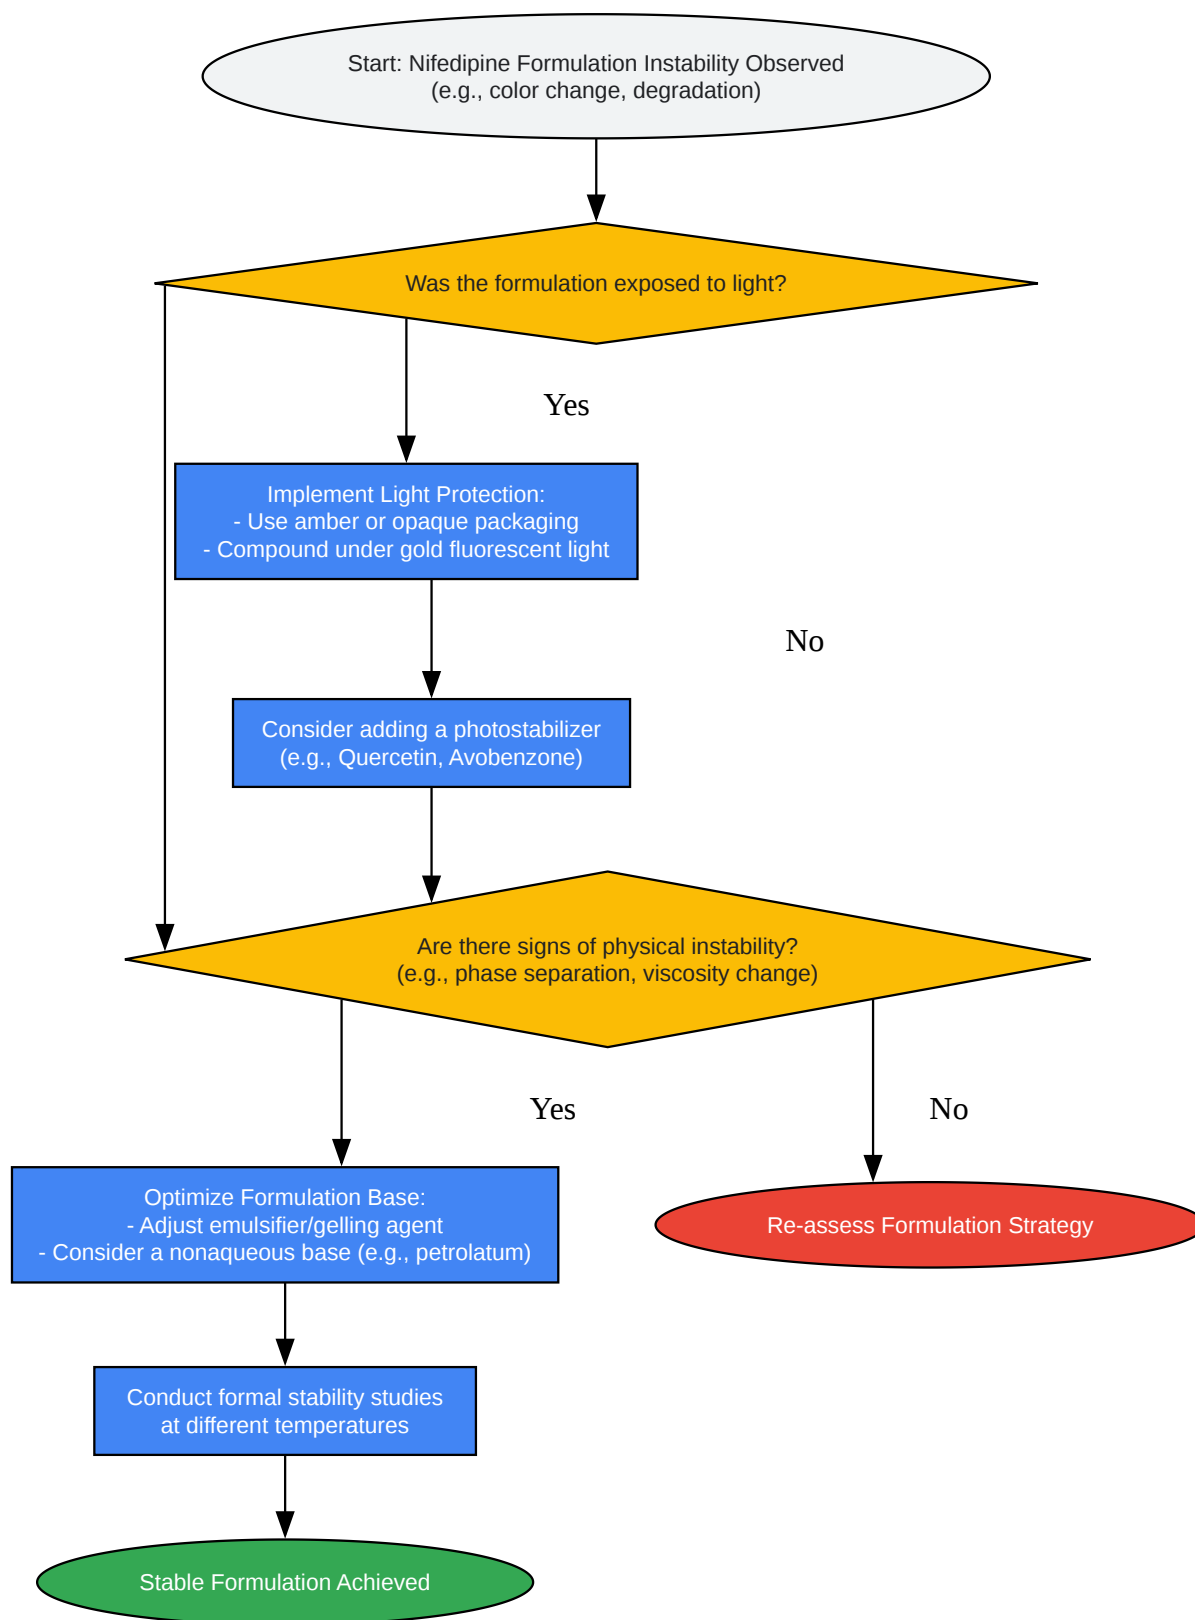 Start: Nifedipine Formulation Instability Observed
(e.g., color change, degradation)
Was the formulation exposed to light?
Yes
Implement Light Protection:
- Use amber or opaque packaging
- Compound under gold fluorescent light
No
Consider adding a photostabilizer
(e.g., Quercetin, Avobenzone)
Are there signs of physical instability?
(e.g., phase separation, viscosity change)
Yes
No
Optimize Formulation Base:
- Adjust emulsifier/gelling agent
- Consider a nonaqueous base (e.g., petrolatum)
Re-assess Formulation Strategy
Conduct formal stability studies
at different temperatures
Stable Formulation Achieved